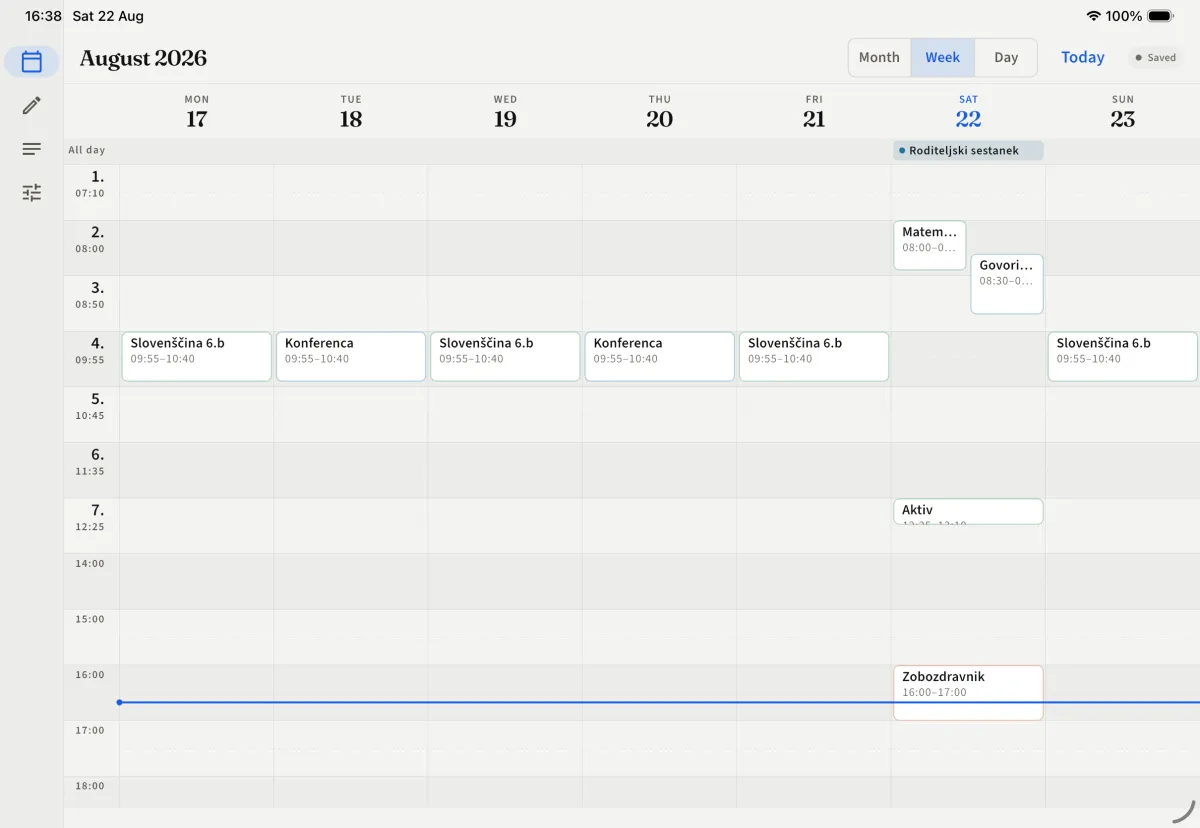 16:38 Sat 22 Aug
100%
August 2026
Month Week Day Today Saved
MON TUE WED THU FRI SAT SUN
17 18 19 20 21 22 23
All day
Roditeljski sestanek
1.
07:10
2.
08:00
Matem…
08:00–0…
Govori…
08:30–0…
3.
08:50
4.
09:55
Slovenščina 6.b
09:55–10:40
Konferenca
09:55–10:40
Slovenščina 6.b
09:55–10:40
Konferenca
09:55–10:40
Slovenščina 6.b
09:55–10:40
Slovenščina 6.b
09:55–10:40
5.
10:45
6.
11:35
7.
12:25
Aktiv
14:00
15:00
16:00
Zobozdravnik
16:00–17:00
17:00
18:00